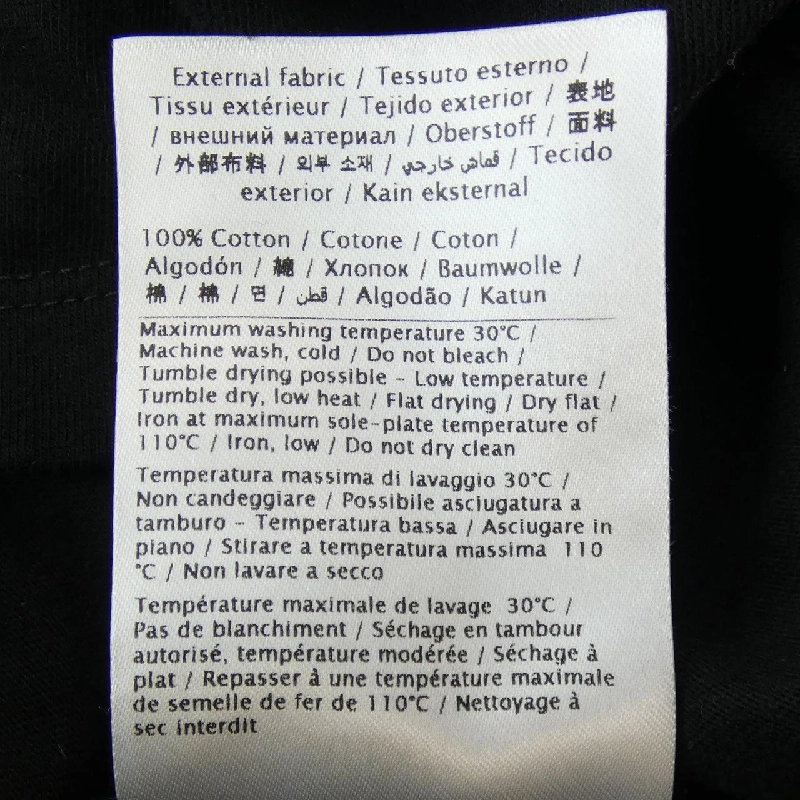 External fabric / Tessuto esterno /
Tissu extérieur / Tejido exterior / 表地
/ внешний материал / Oberstoff / 面料
/ 外部布料 / 외부 소재 / قماش خارجي / Tecido
exterior / Kain eksternal
100% Cotton / Cotone / Coton /
Algodón / 綿 / Хлопок / Baumwolle /
棉 / 棉 / 면 / قطن / Algodão / Katun
Maximum washing temperature 30°C /
Machine wash, cold / Do not bleach /
Tumble drying possible - Low temperature /
Tumble dry, low heat / Flat drying / Dry flat /
Iron at maximum sole-plate temperature of
110°C / Iron, low / Do not dry clean
Temperatura massima di lavaggio 30°C /
Non candeggiare / Possibile asciugatura a
tamburo - Temperatura bassa / Asciugare in
piano / Stirare a temperatura massima 110
°C / Non lavare a secco
Température maximale de lavage 30°C /
Pas de blanchiment / Séchage en tambour
autorisé, température modérée / Séchage à
plat / Repasser à une température maximale
de semelle de fer de 110°C / Nettoyage à
sec interdit